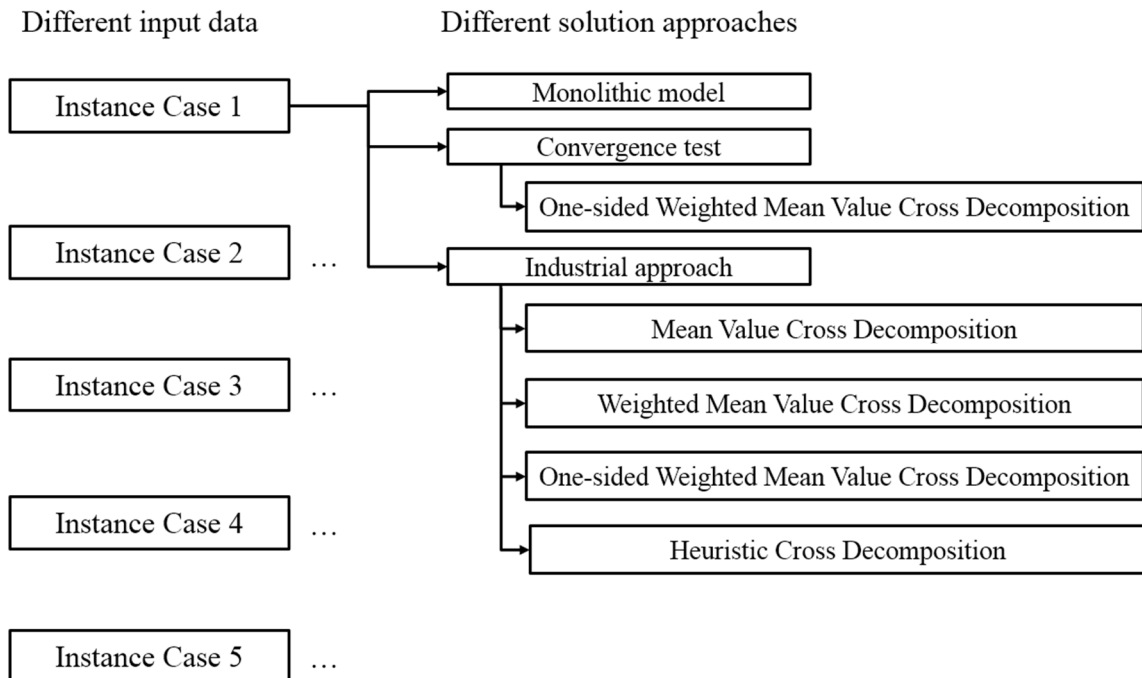 Different input data
Different solution approaches
Instance Case 1
Monolithic model
Convergence test
One-sided Weighted Mean Value Cross Decomposition
Instance Case 2
...
Industrial approach
Mean Value Cross Decomposition
Instance Case 3
...
Weighted Mean Value Cross Decomposition
One-sided Weighted Mean Value Cross Decomposition
Instance Case 4
...
Heuristic Cross Decomposition
Instance Case 5
...